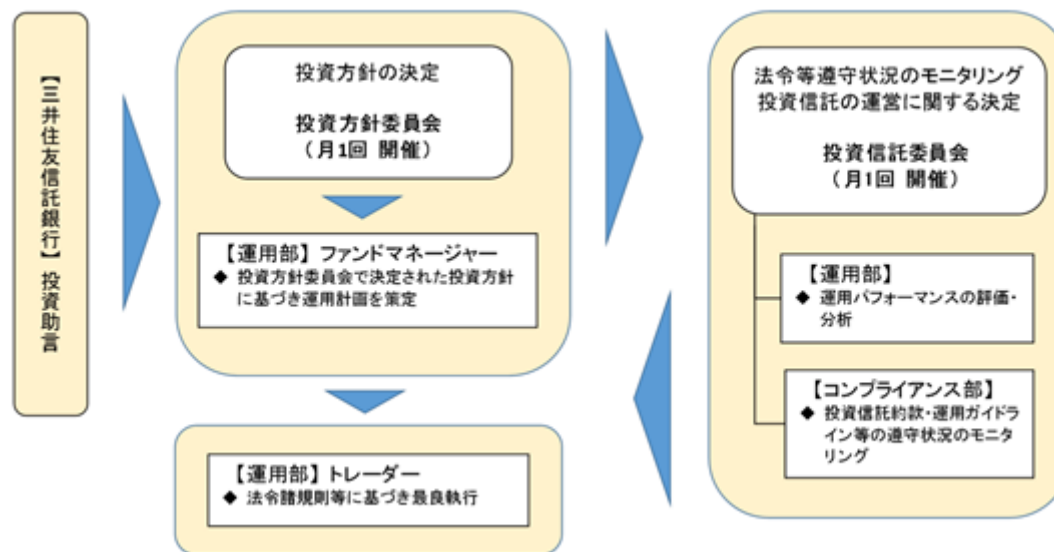 【三井住友信託銀行】投資助言
投資方針の決定
投資方針委員会
(月1回 開催)
【運用部】ファンドマネージャー
◆ 投資方針委員会で決定された投資方針
に基づき運用計画を策定
【運用部】トレーダー
◆ 法令諸規則等に基づき最良執行
法令等遵守状況のモニタリング
投資信託の運営に関する決定
投資信託委員会
(月1回 開催)
【運用部】
◆ 運用パフォーマンスの評価・
分析
【コンプライアンス部】
◆ 投資信託約款・運用ガイドラ
イン等の遵守状況のモニタ
リング